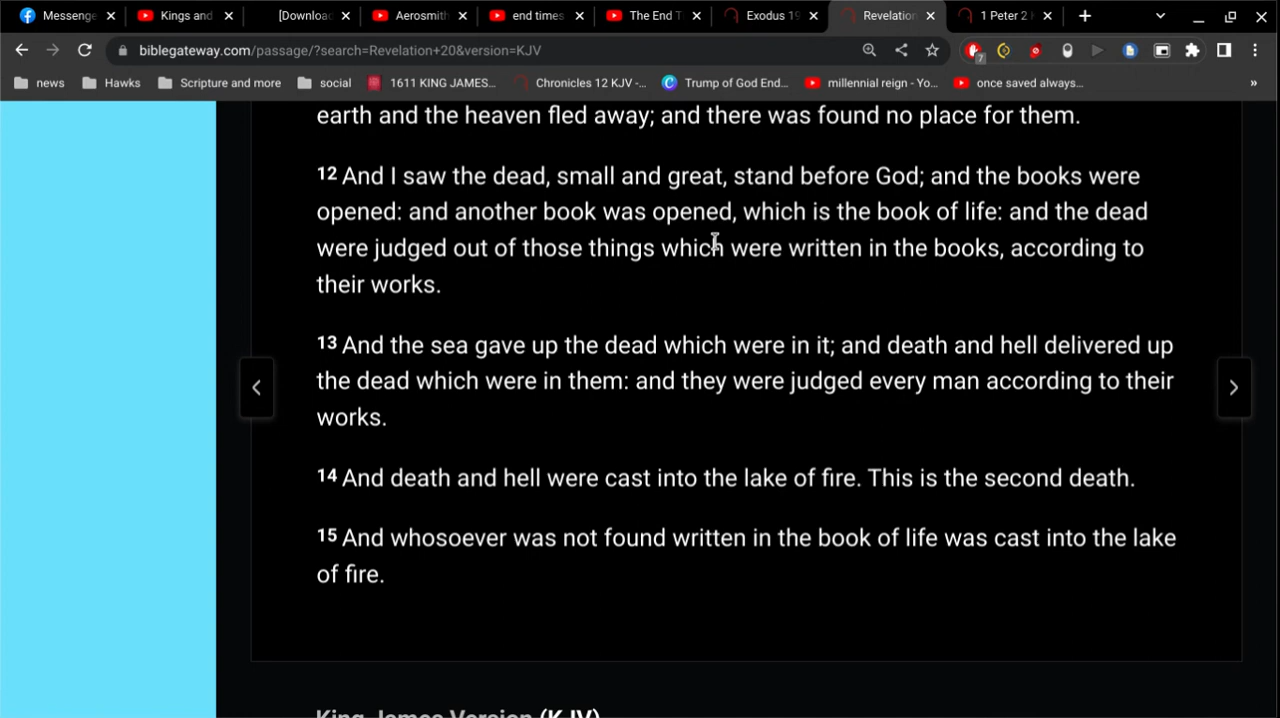 Messenge
Kings and
[Downloac
Aerosmith
end times
The End T
Exodus 19
Revelation
1 Peter 2
biblegateway.com/passage/?search=Revelation+20&version=KJV
7
news
Hawks
Scripture and more
social
1611 KING JAMES...
Chronicles 12 KJV -...
Trump of God End...
millennial reign - Yo...
once saved always...
»
earth and the heaven fled away; and there was found no place for them.
12 And I saw the dead, small and great, stand before God; and the books were
opened: and another book was opened, which is the book of life: and the dead
were judged out of those things which were written in the books, according to
their works.
13 And the sea gave up the dead which were in it; and death and hell delivered up
the dead which were in them: and they were judged every man according to their
works.
14 And death and hell were cast into the lake of fire. This is the second death.
15 And whosoever was not found written in the book of life was cast into the lake
of fire.
King James Version (KJV)